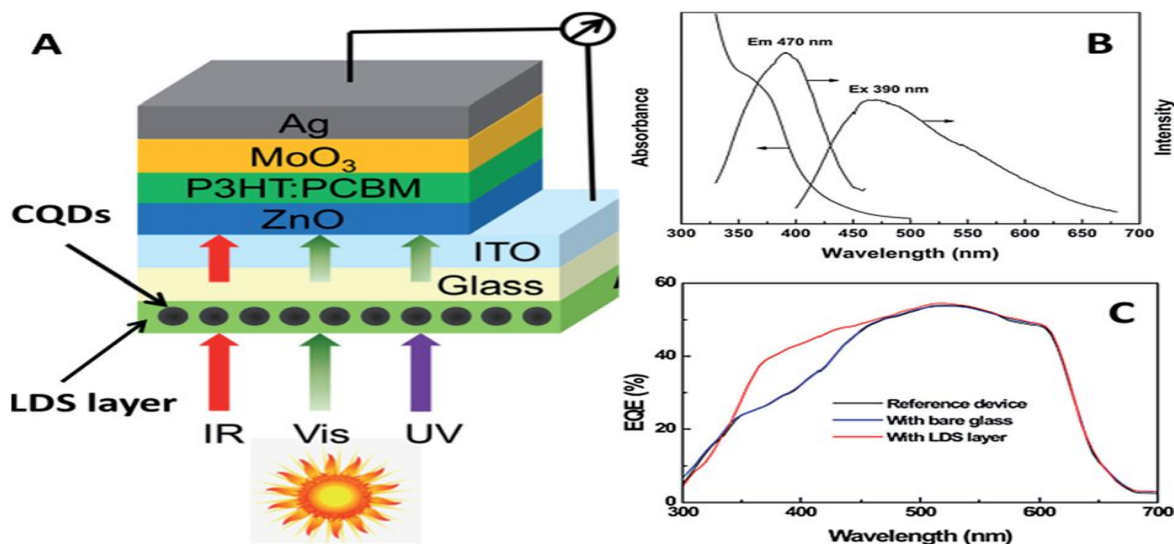 A
Ag
MoO₃
P3HT:PCBM
ZnO
ITO
Glass
CQDs
LDS layer
IR Vis UV
B
Em 470 nm
Ex 390 nm
Absorbance
Intensity
300 350 400 450 500 550 600 650 700
Wavelength (nm)
C
60
40
20
0
EQE (%)
Reference device
With bare glass
With LDS layer
300 400 500 600 700
Wavelength (nm)